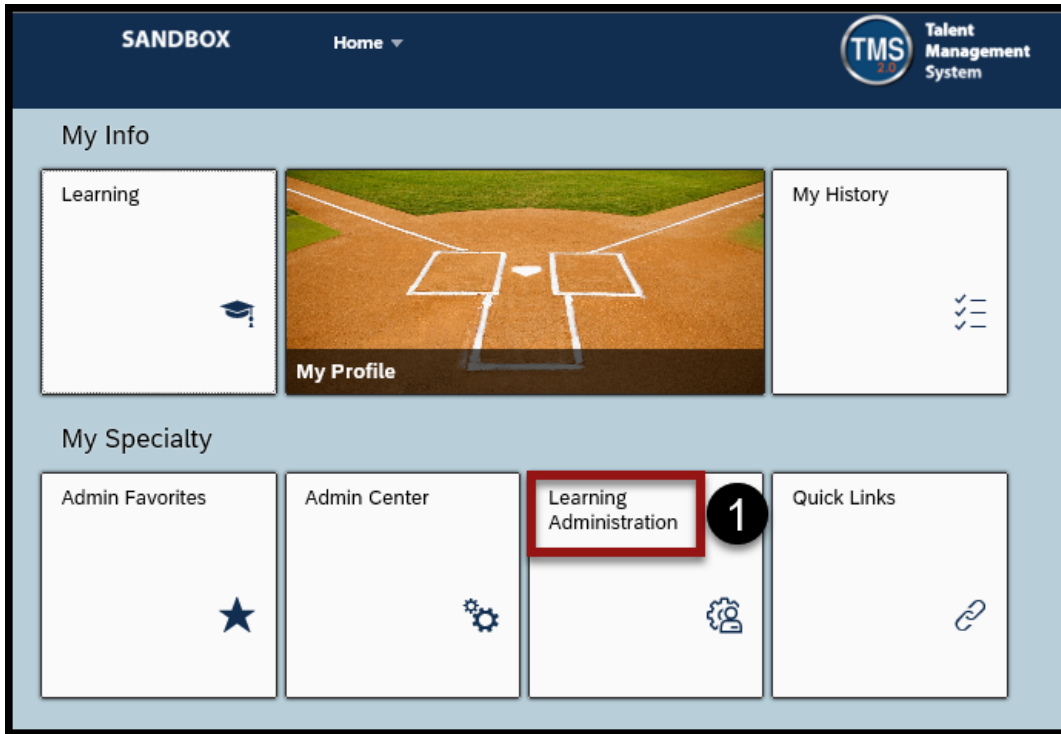 SANDBOX
Home
TMS
2.0
Talent
Management
System
My Info
Learning
My Profile
My History
My Specialty
Admin Favorites
Admin Center
Learning
Administration
1
Quick Links